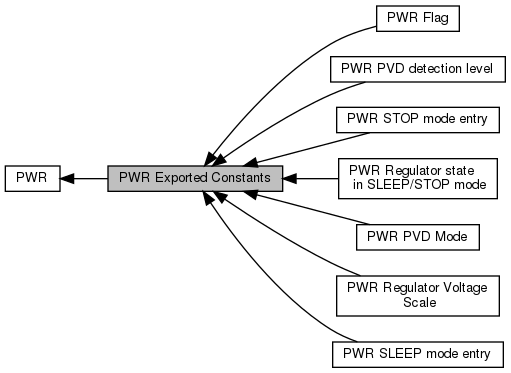 PWR Flag
PWR PVD detection level
PWR STOP mode entry
PWR Regulator state
in SLEEP/STOP mode
PWR
PWR Exported Constants
PWR PVD Mode
PWR Regulator Voltage
Scale
PWR SLEEP mode entry